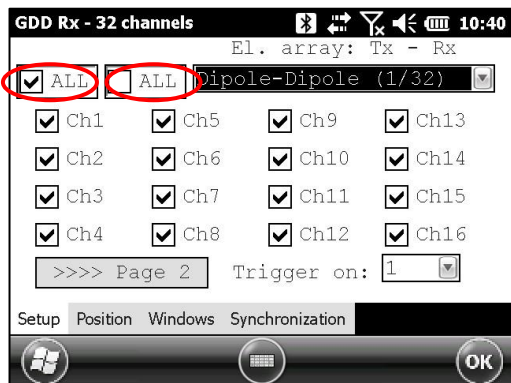 GDD Rx - 32 channels 10:40
El. array: Tx - Rx
ALL ALL Dipole-Dipole (1/32)
Ch1 Ch5 Ch9 Ch13
Ch2 Ch6 Ch10 Ch14
Ch3 Ch7 Ch11 Ch15
Ch4 Ch8 Ch12 Ch16
>>>> Page 2 Trigger on: 1
Setup Position Windows Synchronization
OK